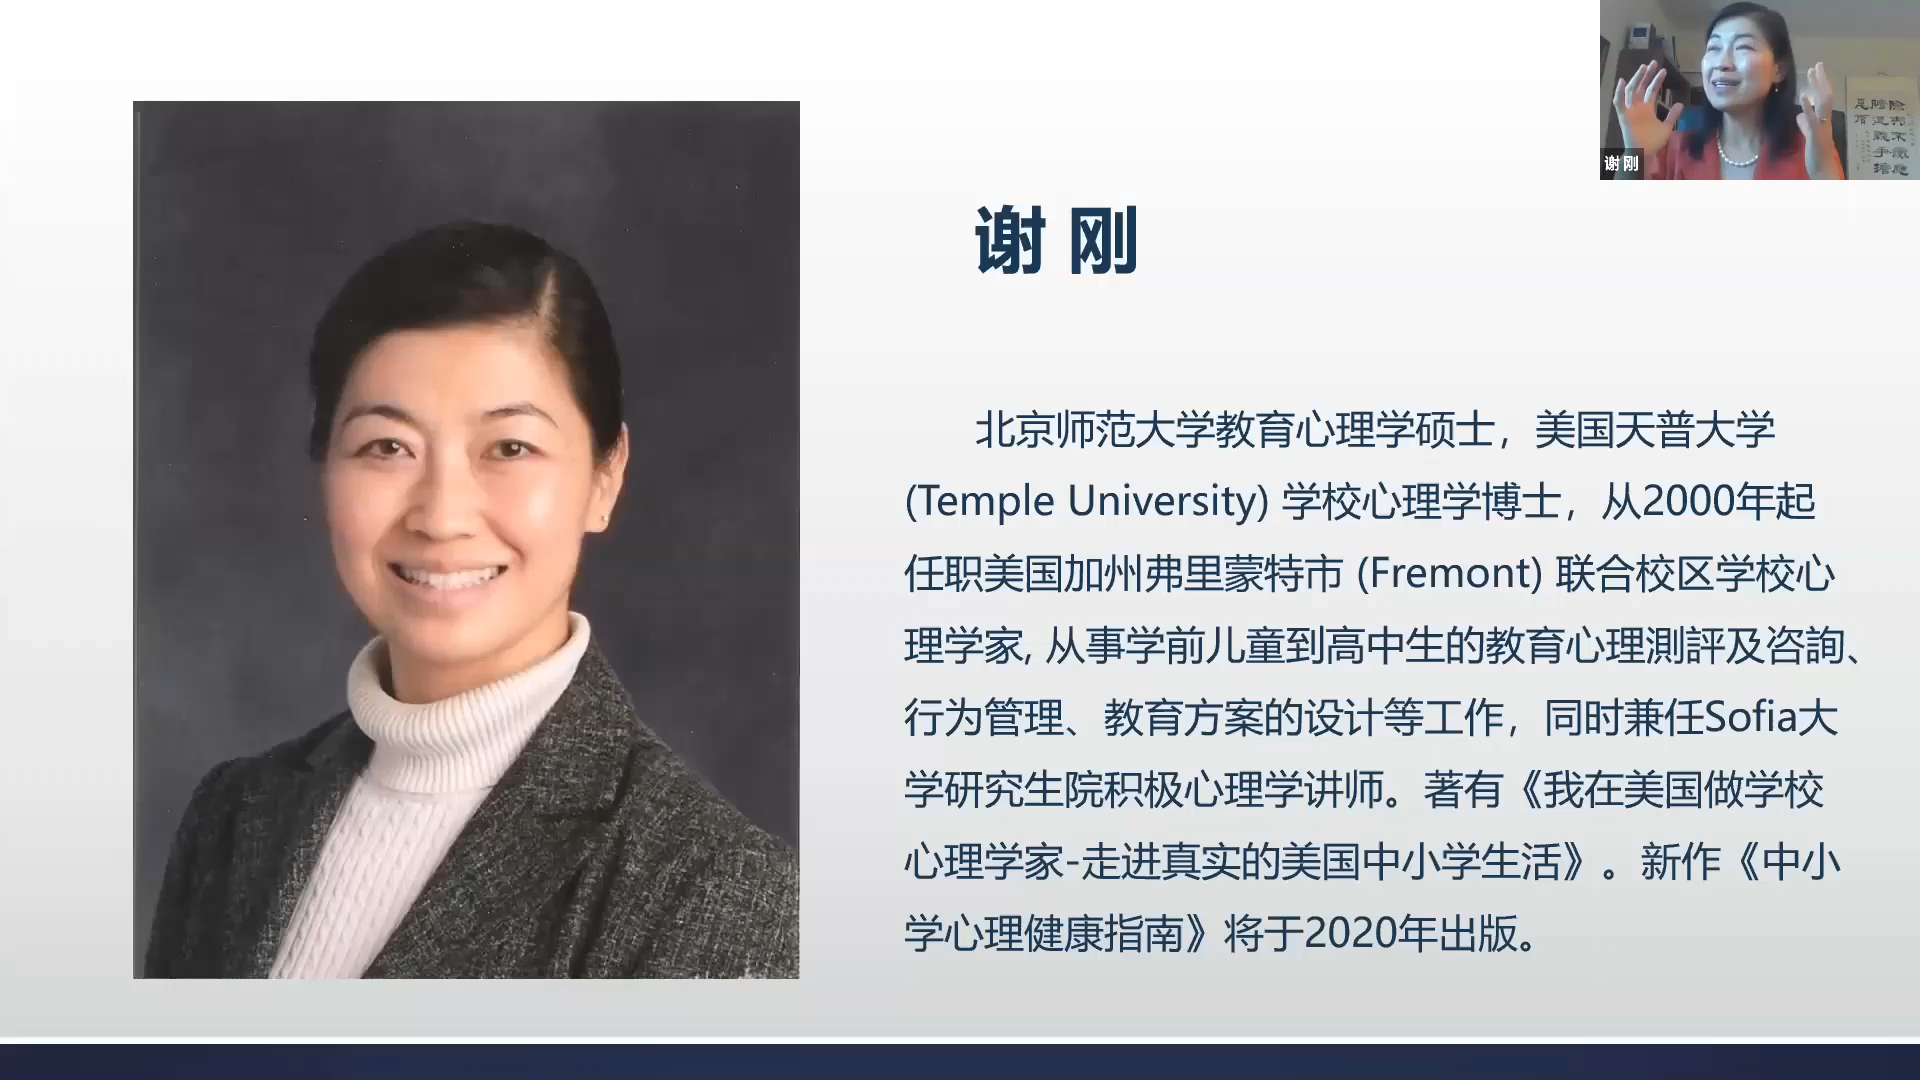 谢刚
谢 刚
北京师范大学教育心理学硕士，美国天普大学
(Temple University) 学校心理学博士，从2000年起
任职美国加州弗里蒙特市 (Fremont) 联合校区学校心
理学家, 从事学前儿童到高中生的教育心理測評及咨詢、
行为管理、教育方案的设计等工作，同时兼任Sofia大
学研究生院积极心理学讲师。著有《我在美国做学校
心理学家-走进真实的美国中小学生活》。新作《中小
学心理健康指南》将于2020年出版。